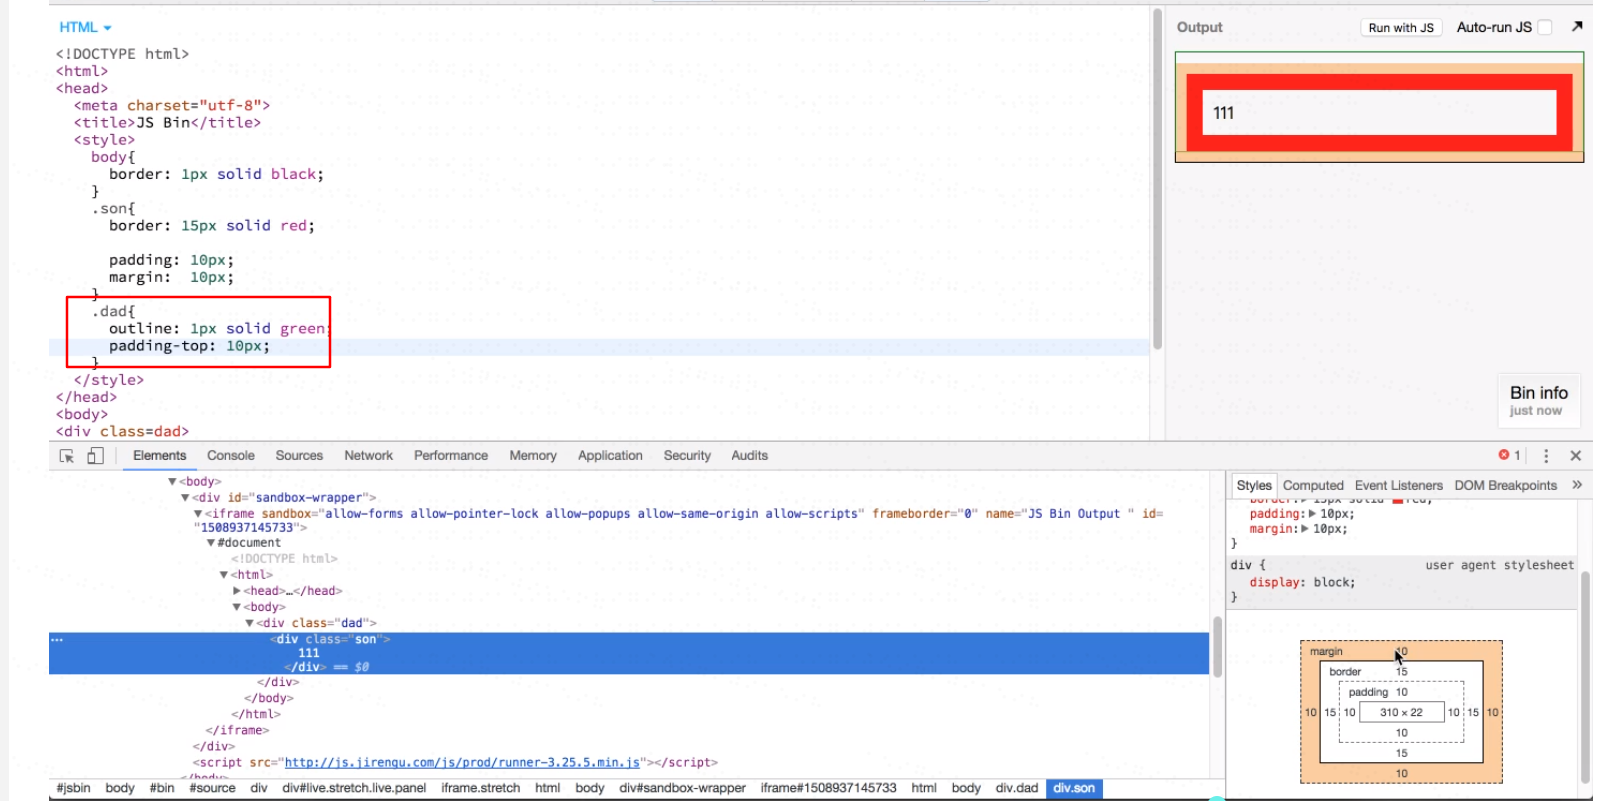 HTML
Output
Run with JS
Auto-run JS
<!DOCTYPE html>
<html>
<head>
<meta charset="utf-8">
<title>JS Bin</title>
<style>
body{
border: 1px solid black;
}
.son{
border: 15px solid red;
padding: 10px;
margin: 10px;
}
.dad{
outline: 1px solid green;
padding-top: 10px;
}
</style>
</head>
<body>
<div class=dad>
111
Bin info
just now
Elements Console Sources Network Performance Memory Application Security Audits
1
<body>
<div id="sandbox-wrapper">
<iframe sandbox="allow-forms allow-pointer-lock allow-popups allow-same-origin allow-scripts" frameborder="0" name="JS Bin Output " id=
"1508937145733">
#document
<!DOCTYPE html>
<html>
<head>…</head>
<body>
<div class="dad">
<div class="son">
111
</div> == $0
</div>
</body>
</html>
</iframe>
</div>
<script src="http://js.jirengu.com/js/prod/runner-3.25.5.min.js"></script>
</body>
Styles Computed Event Listeners DOM Breakpoints »
border: 15px solid red;
padding: 10px;
margin: 10px;
}
div {
user agent stylesheet
display: block;
}
margin 10
border 15
padding 10
10 15 10 310 × 22 10 15 10
10
15
10
#jsbin body #bin #source div div#live.stretch.live.panel iframe.stretch html body div#sandbox-wrapper iframe#1508937145733 html body div.dad div.son